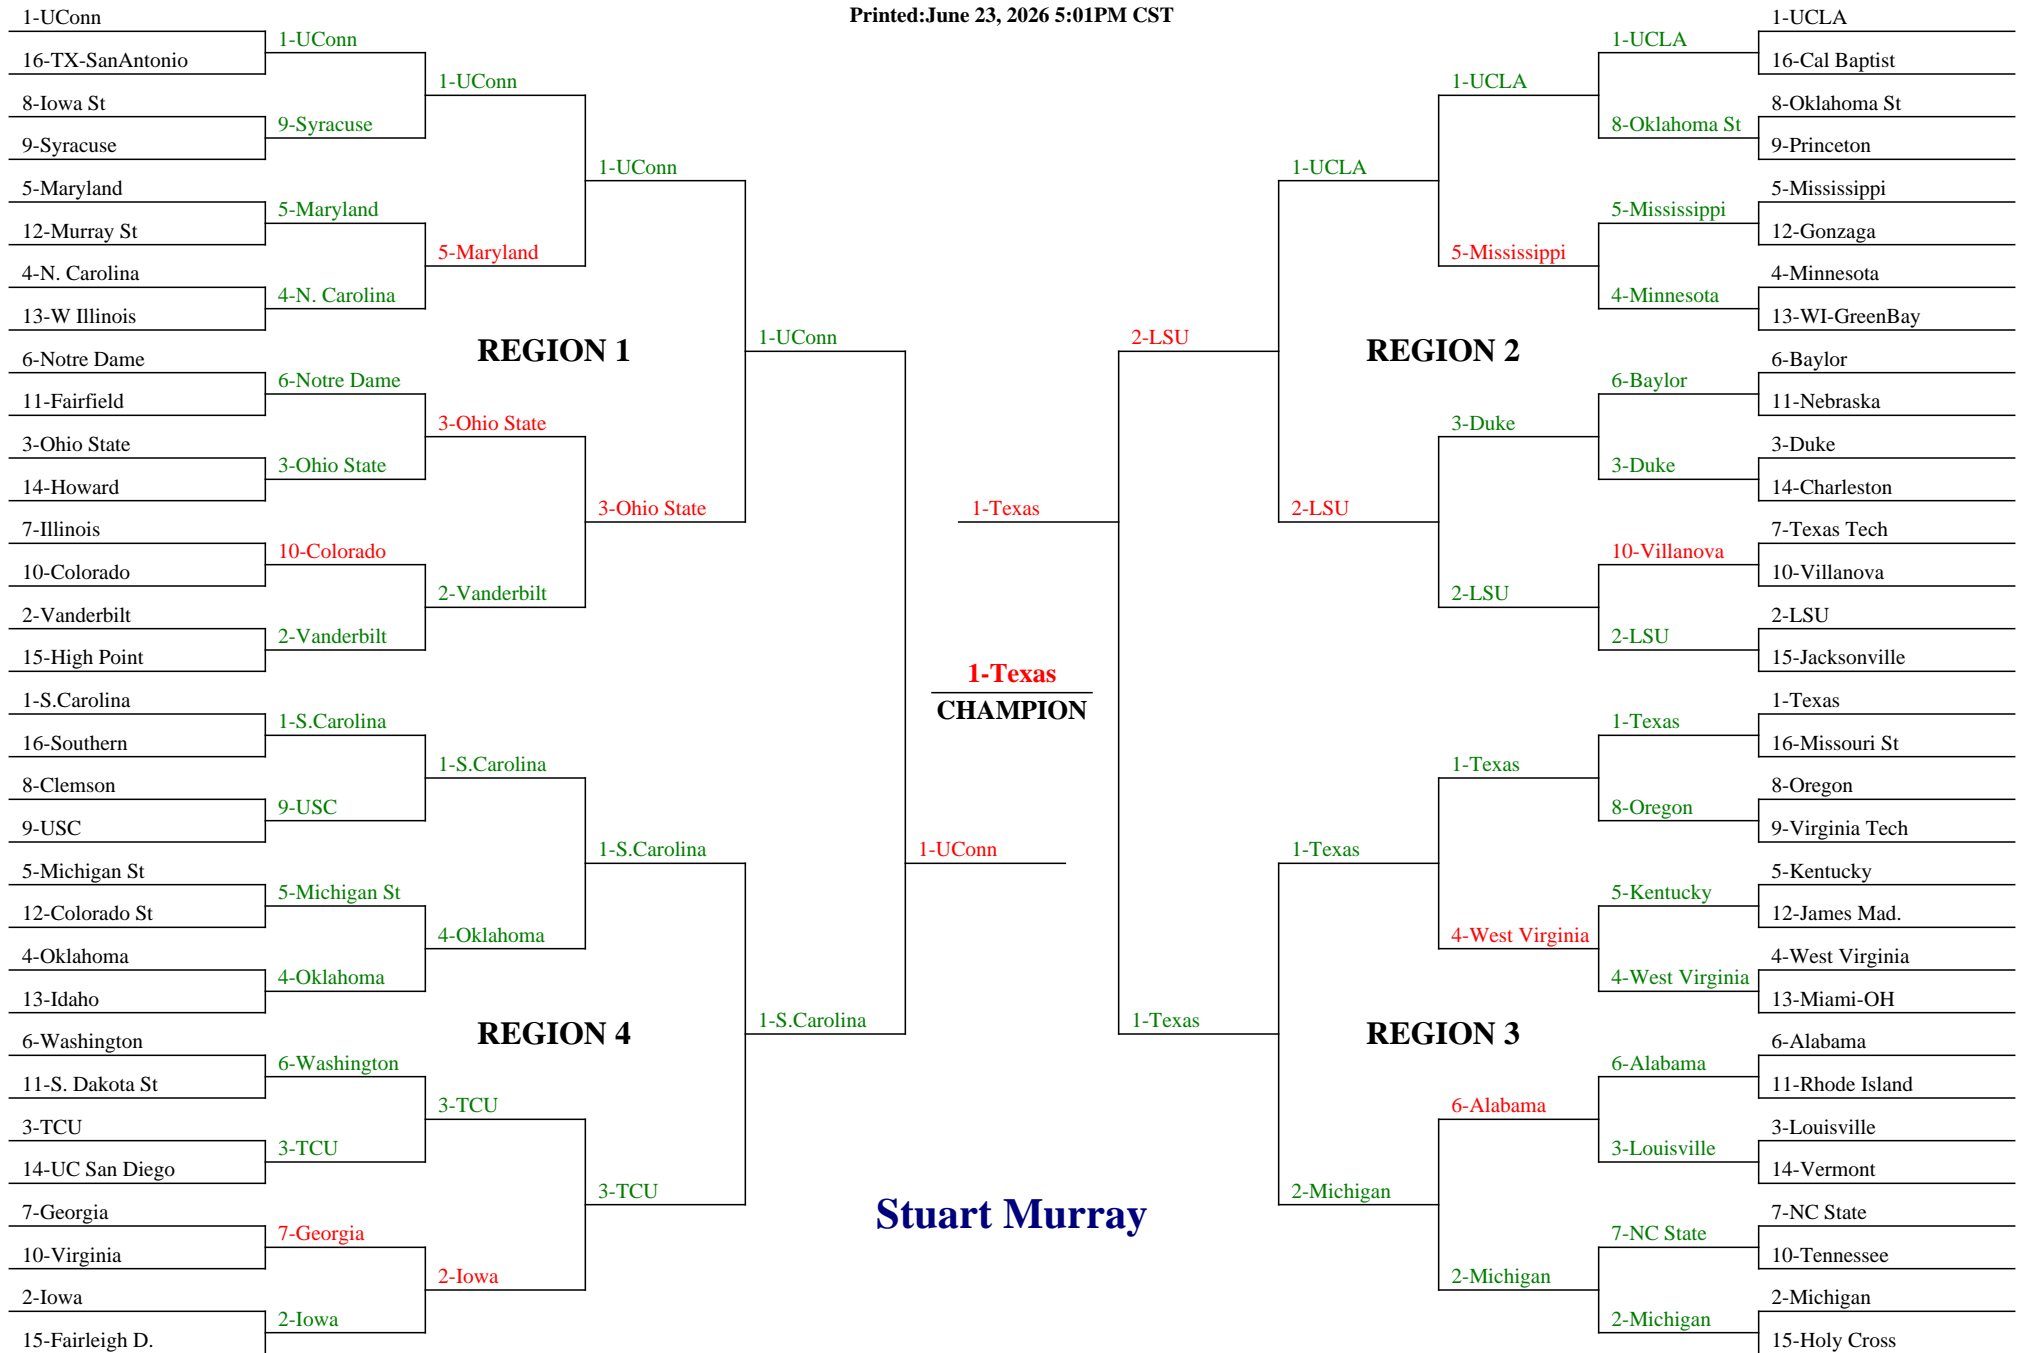 Printed:June 23, 2026 5:01PM CST
1-UConn
16-TX-SanAntonio
8-Iowa St
9-Syracuse
5-Maryland
12-Murray St
4-N. Carolina
13-W Illinois
6-Notre Dame
11-Fairfield
3-Ohio State
14-Howard
7-Illinois
10-Colorado
2-Vanderbilt
15-High Point
1-S.Carolina
16-Southern
8-Clemson
9-USC
5-Michigan St
12-Colorado St
4-Oklahoma
13-Idaho
6-Washington
11-S. Dakota St
3-TCU
14-UC San Diego
7-Georgia
10-Virginia
2-Iowa
15-Fairleigh D.
1-UConn
9-Syracuse
5-Maryland
4-N. Carolina
6-Notre Dame
3-Ohio State
10-Colorado
2-Vanderbilt
1-S.Carolina
9-USC
5-Michigan St
4-Oklahoma
6-Washington
3-TCU
7-Georgia
2-Iowa
1-UConn
5-Maryland
3-Ohio State
2-Vanderbilt
1-S.Carolina
4-Oklahoma
3-TCU
2-Iowa
REGION 1
REGION 4
1-UConn
3-Ohio State
1-S.Carolina
3-TCU
1-UConn
1-S.Carolina
1-UConn
1-Texas
1-Texas
CHAMPION
Stuart Murray
2-LSU
1-Texas
1-UCLA
2-LSU
1-Texas
2-Michigan
REGION 2
REGION 3
1-UCLA
5-Mississippi
3-Duke
2-LSU
1-Texas
4-West Virginia
6-Alabama
2-Michigan
1-UCLA
8-Oklahoma St
5-Mississippi
4-Minnesota
6-Baylor
3-Duke
10-Villanova
2-LSU
1-Texas
8-Oregon
5-Kentucky
4-West Virginia
6-Alabama
3-Louisville
7-NC State
2-Michigan
1-UCLA
16-Cal Baptist
8-Oklahoma St
9-Princeton
5-Mississippi
12-Gonzaga
4-Minnesota
13-WI-GreenBay
6-Baylor
11-Nebraska
3-Duke
14-Charleston
7-Texas Tech
10-Villanova
2-LSU
15-Jacksonville
1-Texas
16-Missouri St
8-Oregon
9-Virginia Tech
5-Kentucky
12-James Mad.
4-West Virginia
13-Miami-OH
6-Alabama
11-Rhode Island
3-Louisville
14-Vermont
7-NC State
10-Tennessee
2-Michigan
15-Holy Cross